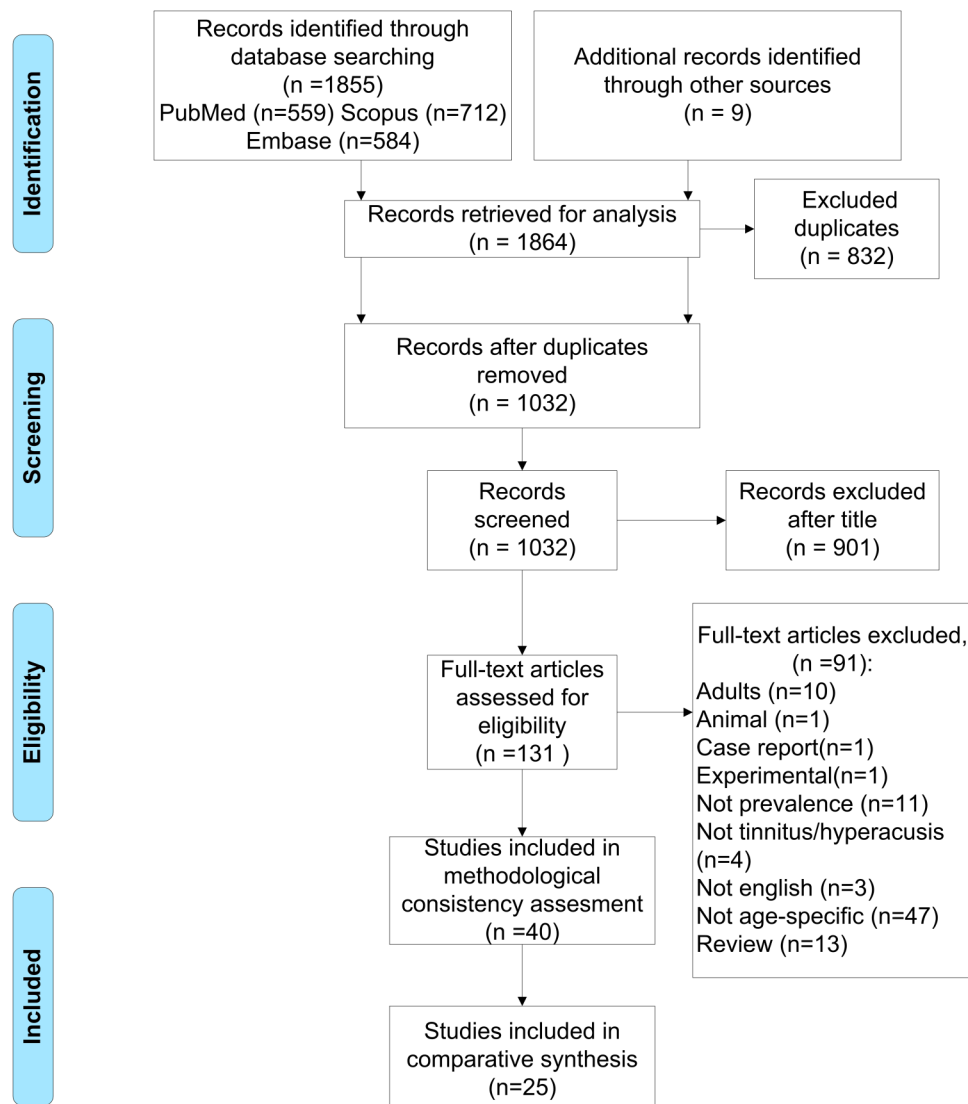 Identification
Records identified through
database searching
(n =1855)
PubMed (n=559) Scopus (n=712)
Embase (n=584)
Additional records identified
through other sources
(n = 9)
Records retrieved for analysis
(n = 1864)
Excluded
duplicates
(n = 832)
Screening
Records after duplicates
removed
(n = 1032)
Records
screened
(n = 1032)
Records excluded
after title
(n = 901)
Eligibility
Full-text articles
assessed for
eligibility
(n =131 )
Full-text articles excluded,
(n =91):
Adults (n=10)
Animal (n=1)
Case report(n=1)
Experimental(n=1)
Not prevalence (n=11)
Not tinnitus/hyperacusis
(n=4)
Not english (n=3)
Not age-specific (n=47)
Review (n=13)
Included
Studies included in
methodological
consistency assesment
(n =40)
Studies included in
comparative synthesis
(n=25)